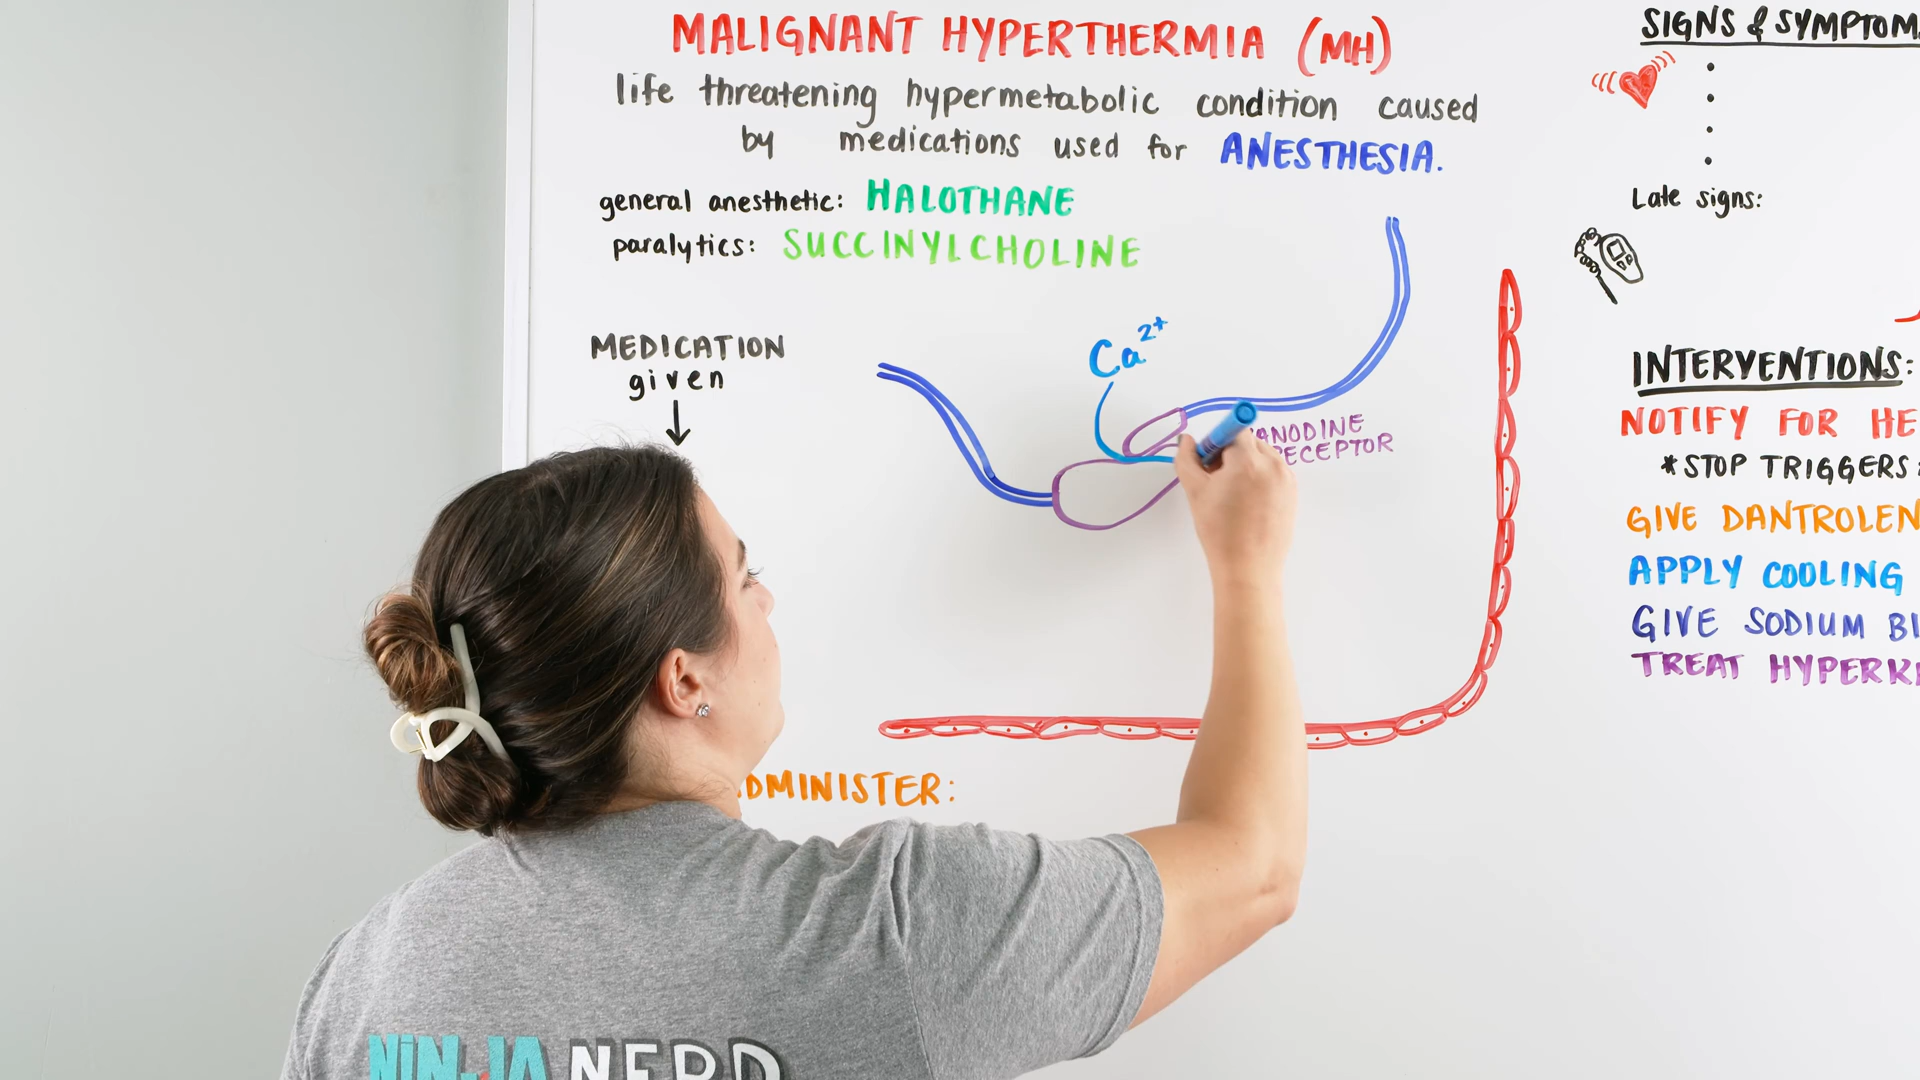 MALIGNANT HYPERTHERMIA (MH)
life threatening hypermetabolic condition caused
by medications used for ANESTHESIA.
general anesthetic: HALOTHANE
paralytics: SUCCINYLCHOLINE
MEDICATION
given
Ca²⁺
ANODINE
ECEPTOR
DMINISTER:
SIGNS & SYMPTOM
Late signs:
INTERVENTIONS:
NOTIFY FOR HE
*STOP TRIGGERS
GIVE DANTROLEN
APPLY COOLING
GIVE SODIUM BI
TREAT HYPERK
NINJA NERD